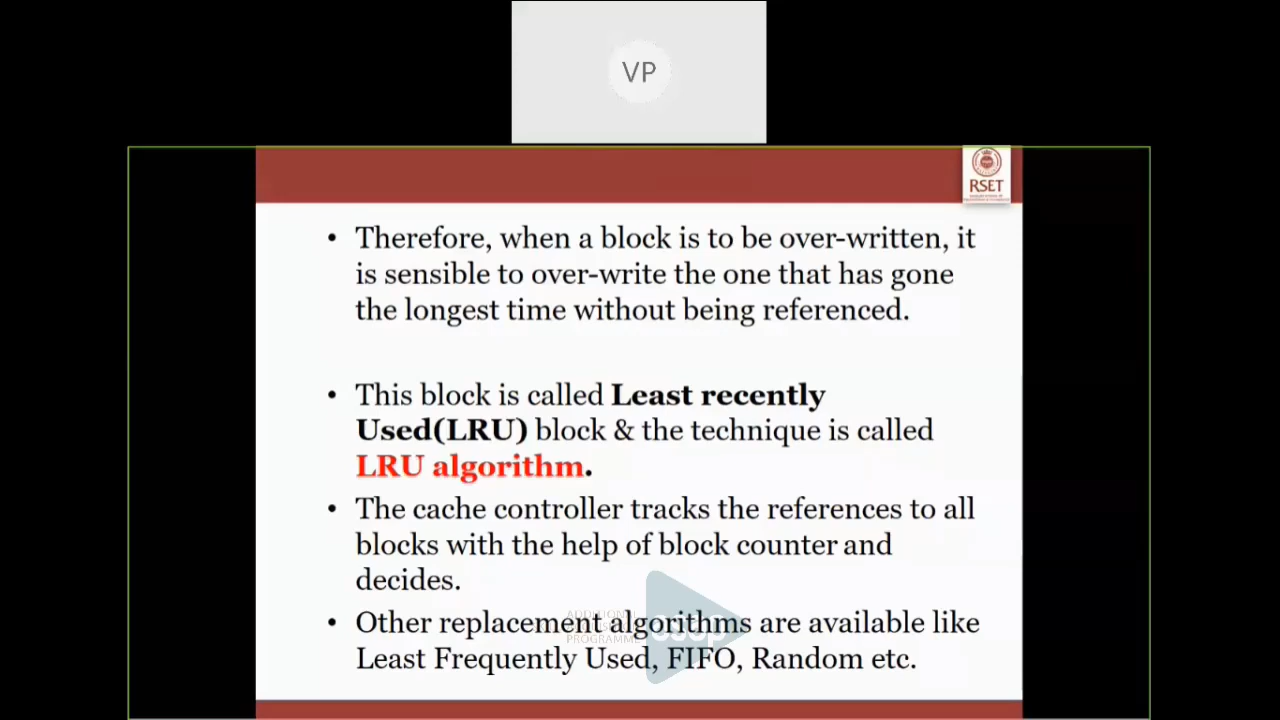 VP
RSET
• Therefore, when a block is to be over-written, it
is sensible to over-write the one that has gone
the longest time without being referenced.
• This block is called Least recently
Used(LRU) block & the technique is called
LRU algorithm.
• The cache controller tracks the references to all
blocks with the help of block counter and
decides.
• Other replacement algorithms are available like
Least Frequently Used, FIFO, Random etc.
ADDITIONAL
PROGRAMME